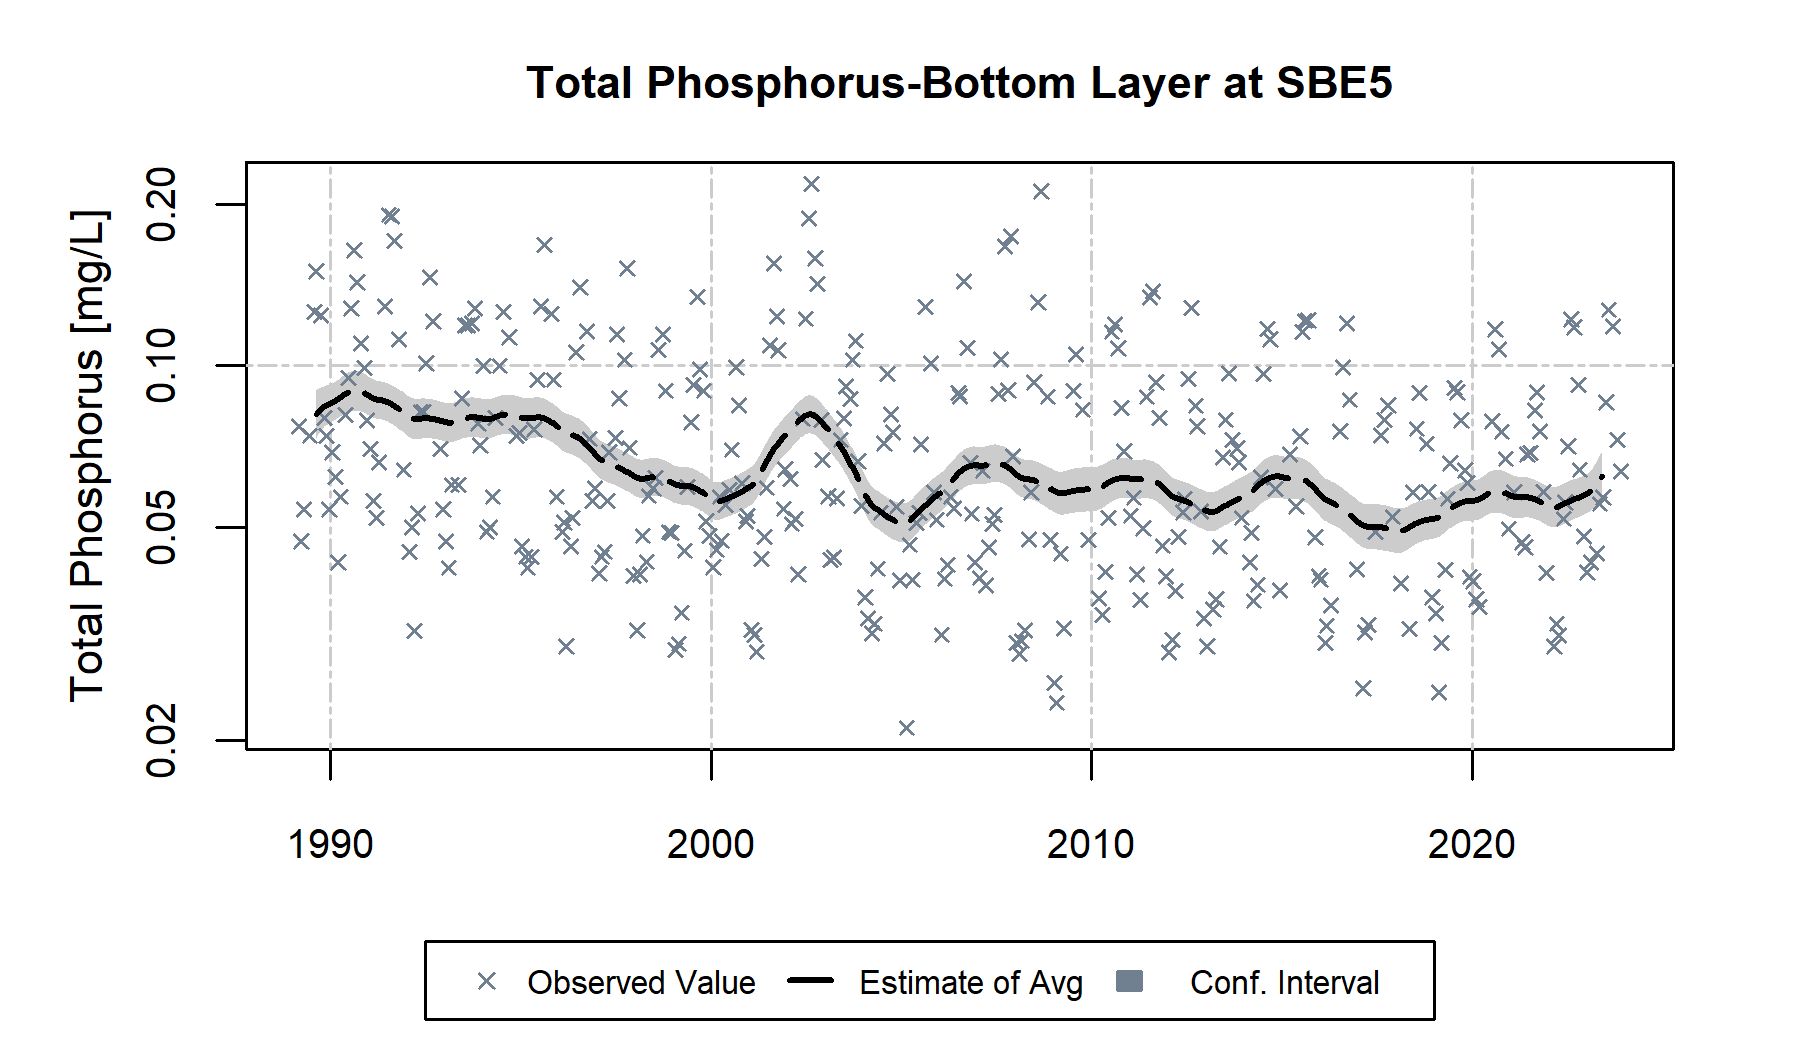 Total Phosphorus-Bottom Layer at SBE5
Total Phosphorus [mg/L]
0.20
0.10
0.05
0.02
1990 2000 2010 2020
Observed Value Estimate of Avg Conf. Interval